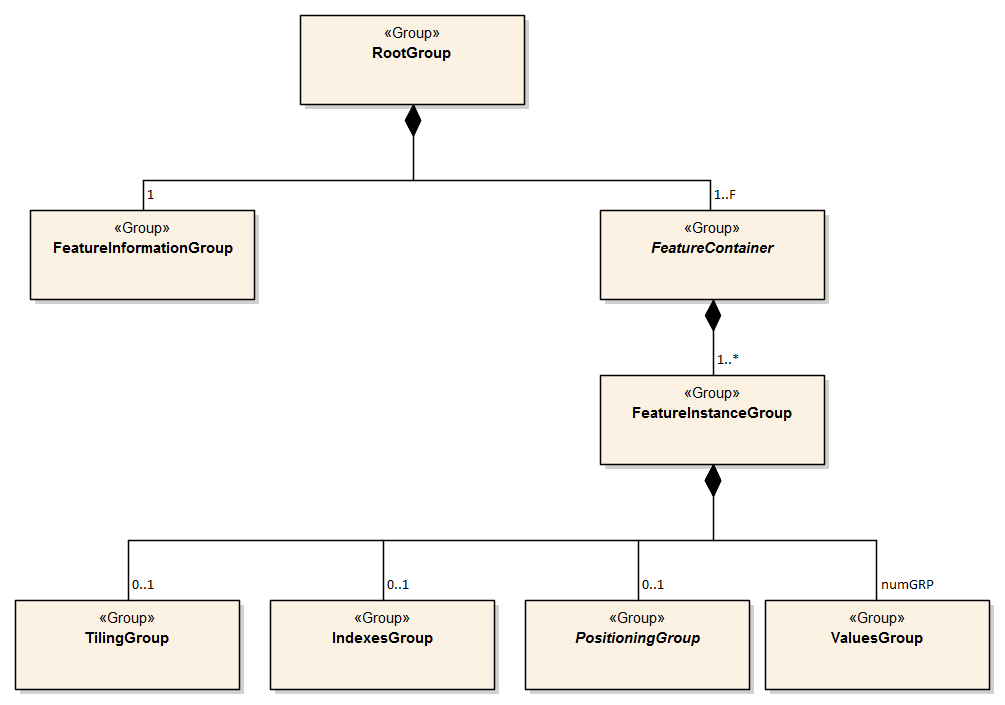 «Group»
RootGroup
1
1..F
«Group»
FeatureInformationGroup
«Group»
FeatureContainer
1..*
«Group»
FeatureInstanceGroup
0..1
0..1
0..1
numGRP
«Group»
TilingGroup
«Group»
IndexesGroup
«Group»
PositioningGroup
«Group»
ValuesGroup